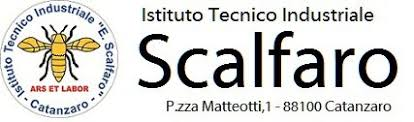 Istituto Tecnico Industriale "E. Scalfaro"
- Catanzaro -
ARS ET LABOR
Istituto Tecnico Industriale
Scalfaro
P.zza Matteotti,1 - 88100 Catanzaro